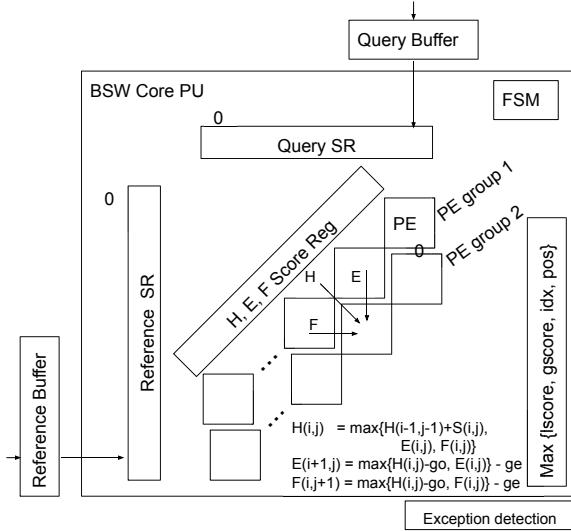 Query Buffer
BSW Core PU
FSM
0
Query SR
0
Reference SR
Reference Buffer
H, E, F Score Reg
PE
PE group 1
PE group 2
0
H
E
F
Max {lscore, gscore, idx, pos}
H(i,j) = max{H(i-1,j-1)+S(i,j),
E(i,j), F(i,j)}
E(i+1,j) = max{H(i,j)-go, E(i,j)} - ge
F(i,j+1) = max{H(i,j)-go, F(i,j)} - ge
Exception detection